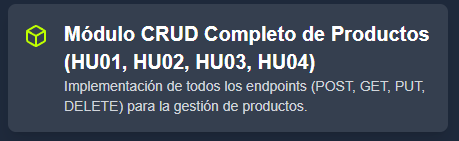 Módulo CRUD Completo de Productos
(HU01, HU02, HU03, HU04)
Implementación de todos los endpoints (POST, GET, PUT,
DELETE) para la gestión de productos.